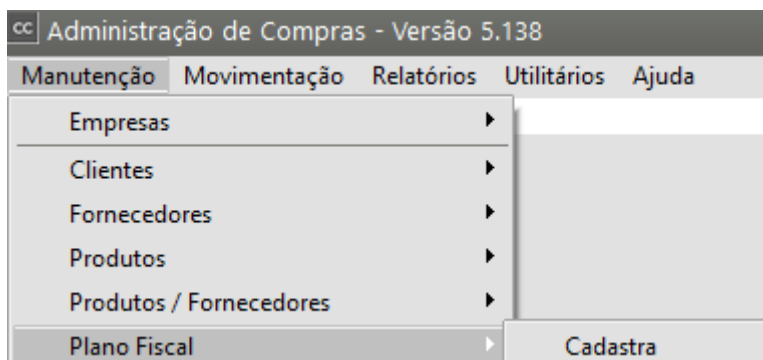 cc Administração de Compras - Versão 5.138
Manutenção Movimentação Relatórios Utilitários Ajuda
Empresas
Clientes
Fornecedores
Produtos
Produtos / Fornecedores
Plano Fiscal Cadastra